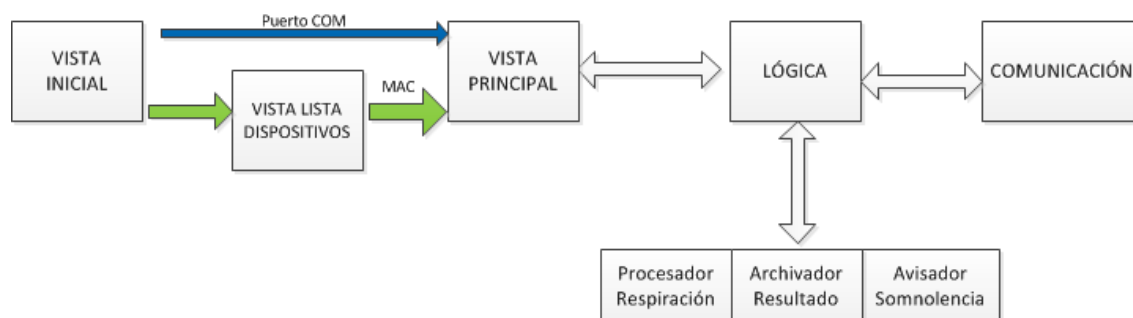 Puerto COM
VISTA
INICIAL
VISTA LISTA
DISPOSITIVOS
MAC
VISTA
PRINCIPAL
LÓGICA
COMUNICACIÓN
Procesador
Respiración
Archivador
Resultado
Avisador
Somnolencia